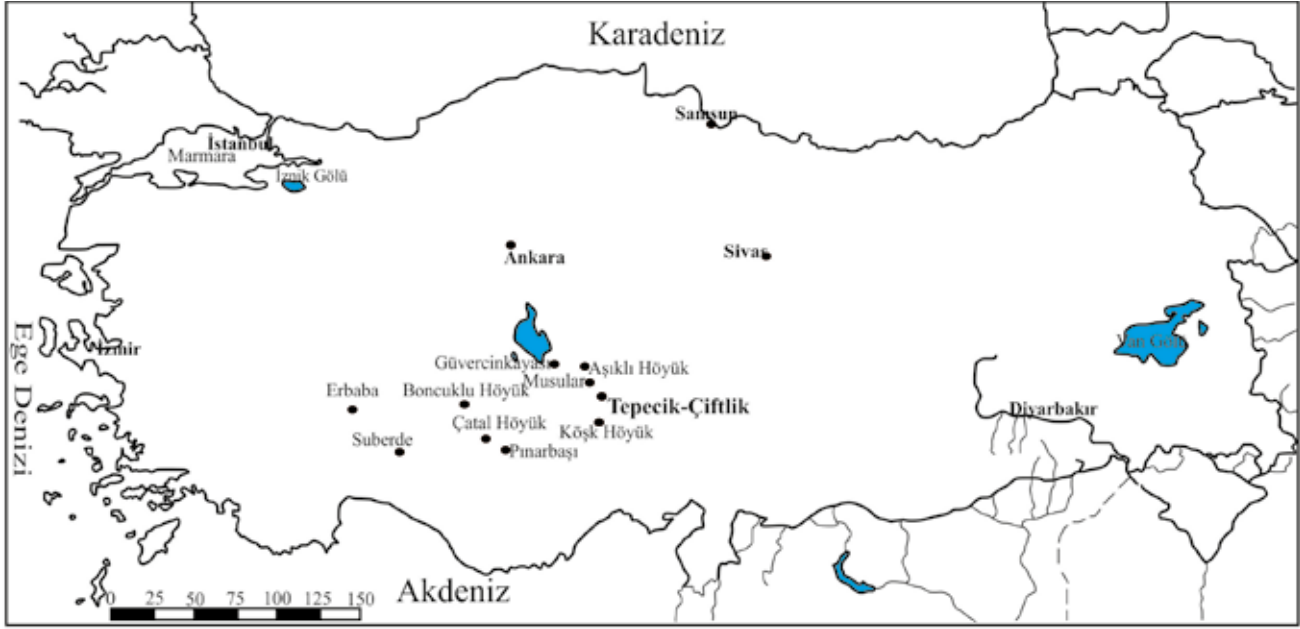 Karadeniz
Samsun
İstanbul
Marmara
İznik Gölü
Ankara
Sivas
Ege Denizi
İzmir
Van Gölü
Güvercinkayası
Aşıklı Höyük
Musular
Erbaba
Boncuklu Höyük
Tepecik-Çiftlik
Diyarbakır
Çatal Höyük
Köşk Höyük
Suberde
Pınarbaşı
Akdeniz
0 25 50 75 100 125 150